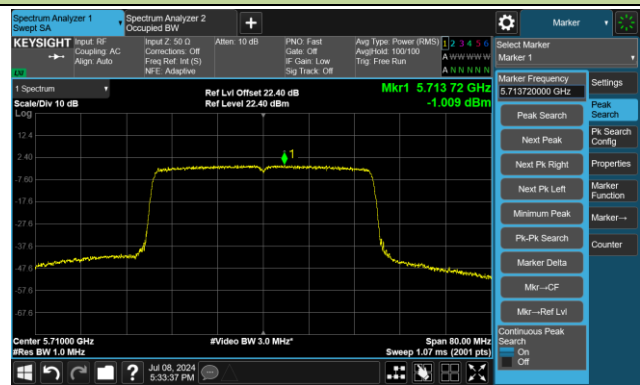 Spectrum Analyzer 1
Swept SA
Spectrum Analyzer 2
Occupied BW
+
Marker
KEYSIGHT
Input: RF
Coupling: AC
Align: Auto
Input Z: 50 Ω
Corrections: Off
Freq Ref: Int (S)
NFE: Adaptive
Atten: 10 dB
PNO: Fast
Gate: Off
IF Gain: Low
Sig Track: Off
Avg Type: Power (RMS)
Avg|Hold: 100/100
Trig: Free Run
1 2 3 4 5 6
A W W W W W
A N N N N N
LXI
Select Marker
Marker 1
1 Spectrum
Scale/Div 10 dB
Log
Ref Lvl Offset 22.40 dB
Ref Level 22.40 dBm
Mkr1 5.713 72 GHz
-1.009 dBm
12.4
2.40
-7.60
-17.6
-27.6
-37.6
-47.6
-57.6
-67.6
1
Center 5.71000 GHz
#Res BW 1.0 MHz
#Video BW 3.0 MHz*
Span 80.00 MHz
Sweep 1.07 ms (2001 pts)
Marker Frequency
5.713720000 GHz
Peak Search
Next Peak
Next Pk Right
Next Pk Left
Minimum Peak
Pk-Pk Search
Marker Delta
Mkr→CF
Mkr→Ref Lvl
Continuous Peak
Search
On
Off
Settings
Peak
Search
Pk Search
Config
Properties
Marker
Function
Marker→
Counter
?
Jul 08, 2024
5:33:37 PM